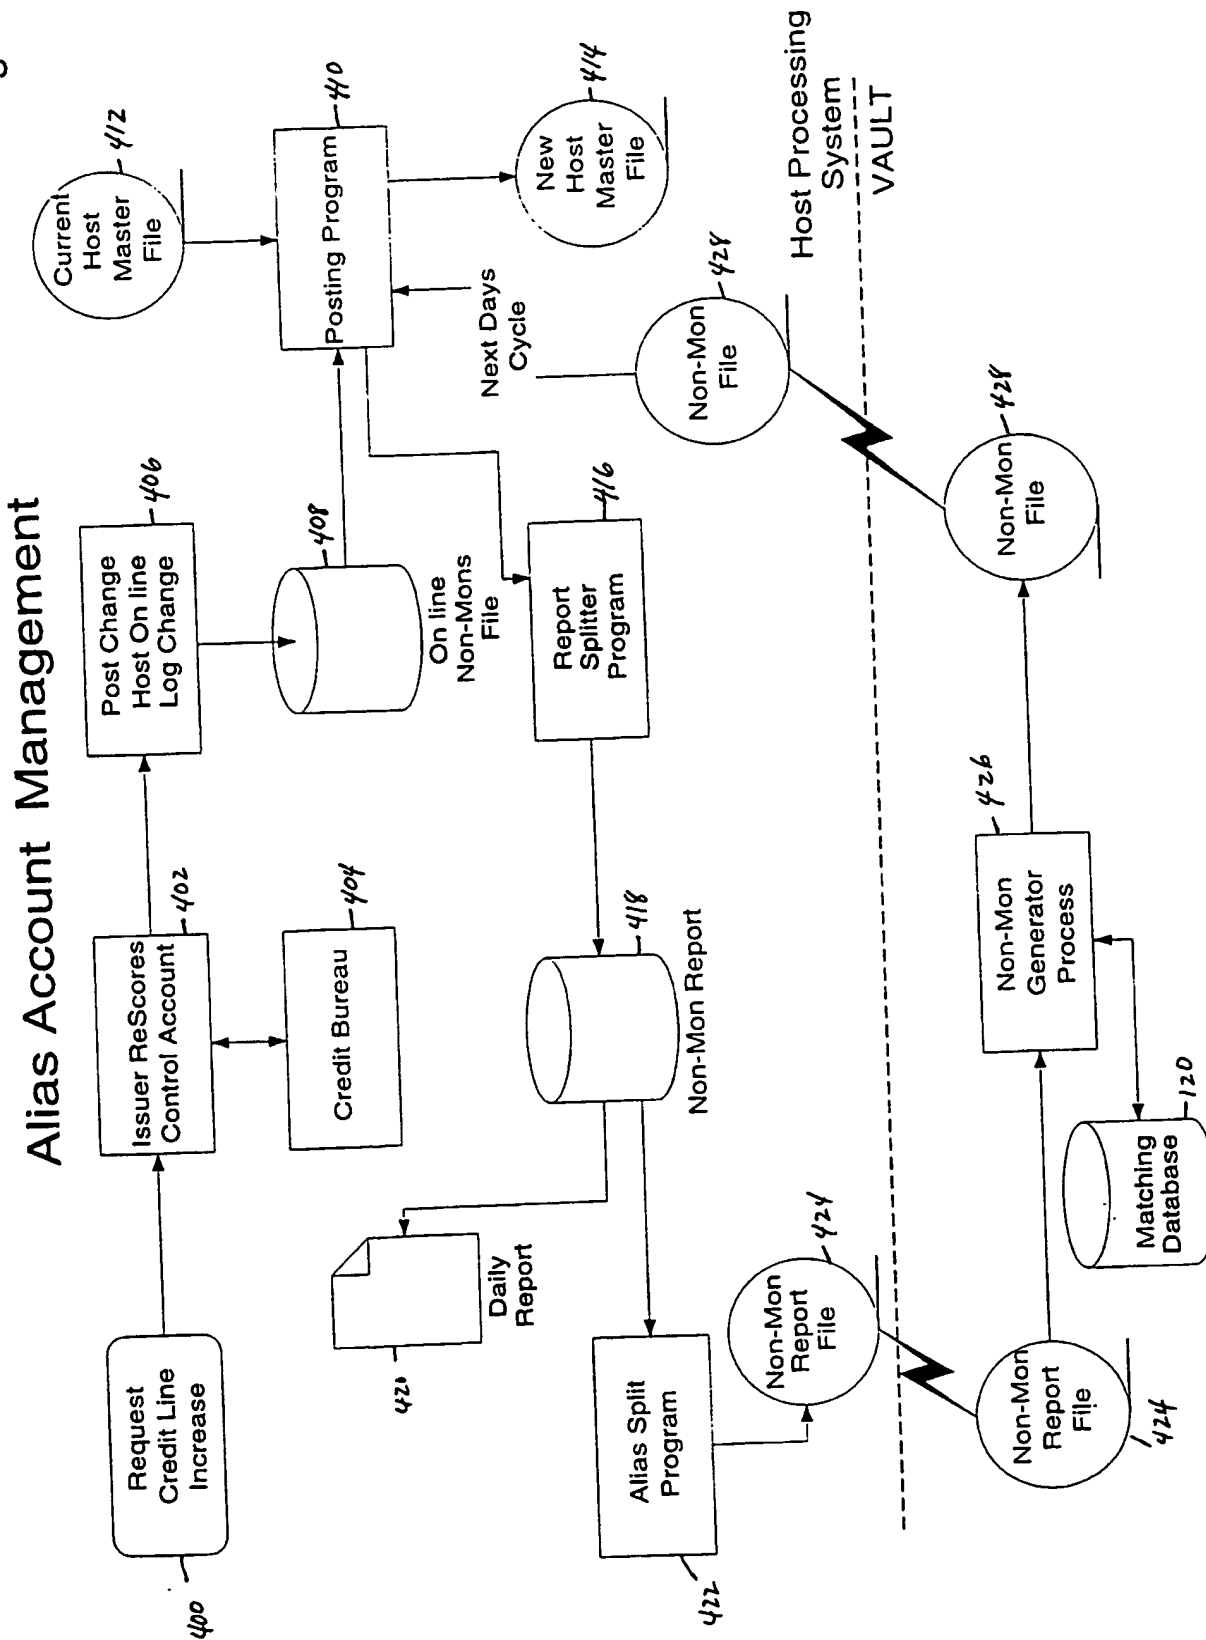 Alias Account Management
Request
Credit Line
Increase
400
Issuer ReScores
Control Account
402
Credit Bureau
404
Post Change
Host On line
Log Change
406
408
On line
Non-Mons
File
Current
Host
Master
File
412
Posting Program
410
New
Host
Master
File
414
Next Days
Cycle
Report
Splitter
Program
416
418
Non-Mon Report
Daily
Report
420
Alias Split
Program
422
Non-Mon
Report
File
424
Non-Mon
File
428
Host Processing
System
VAULT
Non-Mon
Report
File
424
Matching
Database
120
Non-Mon
Generator
Process
426
Non-Mon
File
428